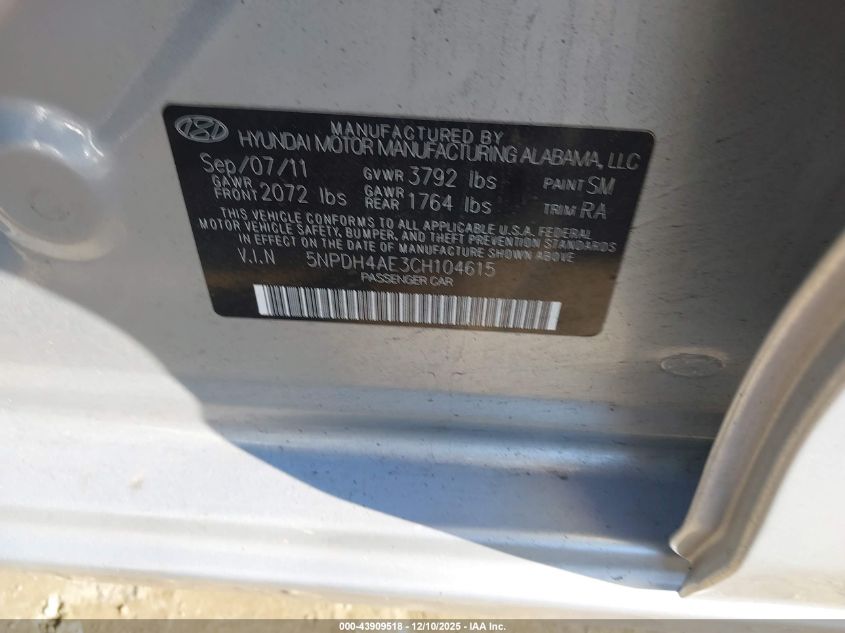 MANUFACTURED BY
HYUNDAI MOTOR MANUFACTURING ALABAMA, LLC
Sep/07/11 GVWR 3792 lbs PAINT SM
GAWR FRONT 2072 lbs GAWR REAR 1764 lbs TRIM RA
THIS VEHICLE CONFORMS TO ALL APPLICABLE U.S.A. FEDERAL
MOTOR VEHICLE SAFETY, BUMPER, AND THEFT PREVENTION STANDARDS
IN EFFECT ON THE DATE OF MANUFACTURE SHOWN ABOVE
V.I.N 5NPDH4AE3CH104615
PASSENGER CAR
000-43909518 - 12/10/2025 - IAA Inc.